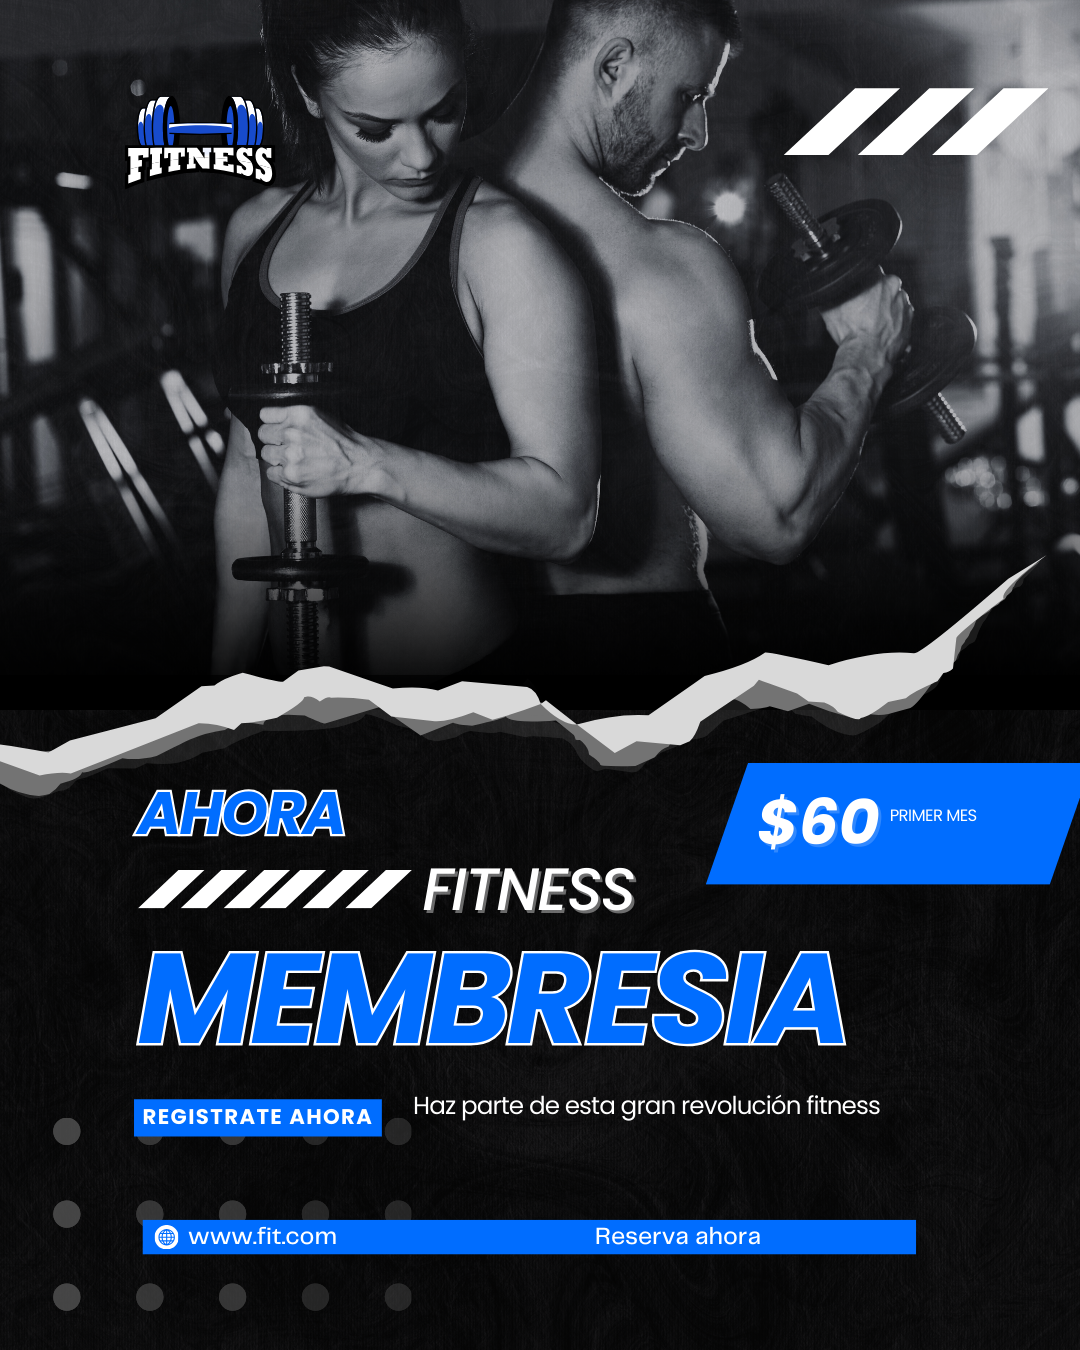 FITNESS
AHORA
$60 PRIMER MES
FITNESS
MEMBRESIA
REGISTRATE AHORA
Haz parte de esta gran revolución fitness
www.fit.com
Reserva ahora